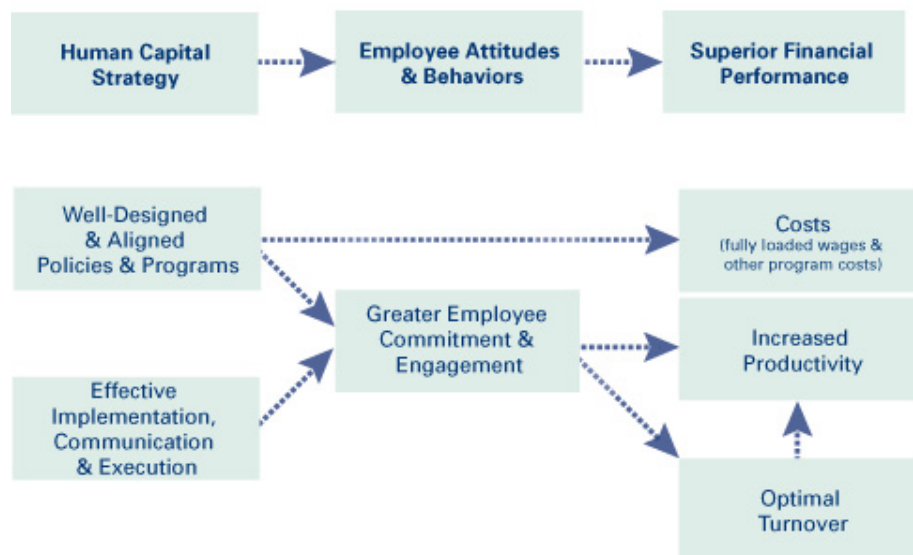 Human Capital
Strategy
Employee Attitudes
& Behaviors
Superior Financial
Performance
Well-Designed
& Aligned
Policies & Programs
Costs
(fully loaded wages &
other program costs)
Greater Employee
Commitment &
Engagement
Increased
Productivity
Effective
Implementation,
Communication
& Execution
Optimal
Turnover